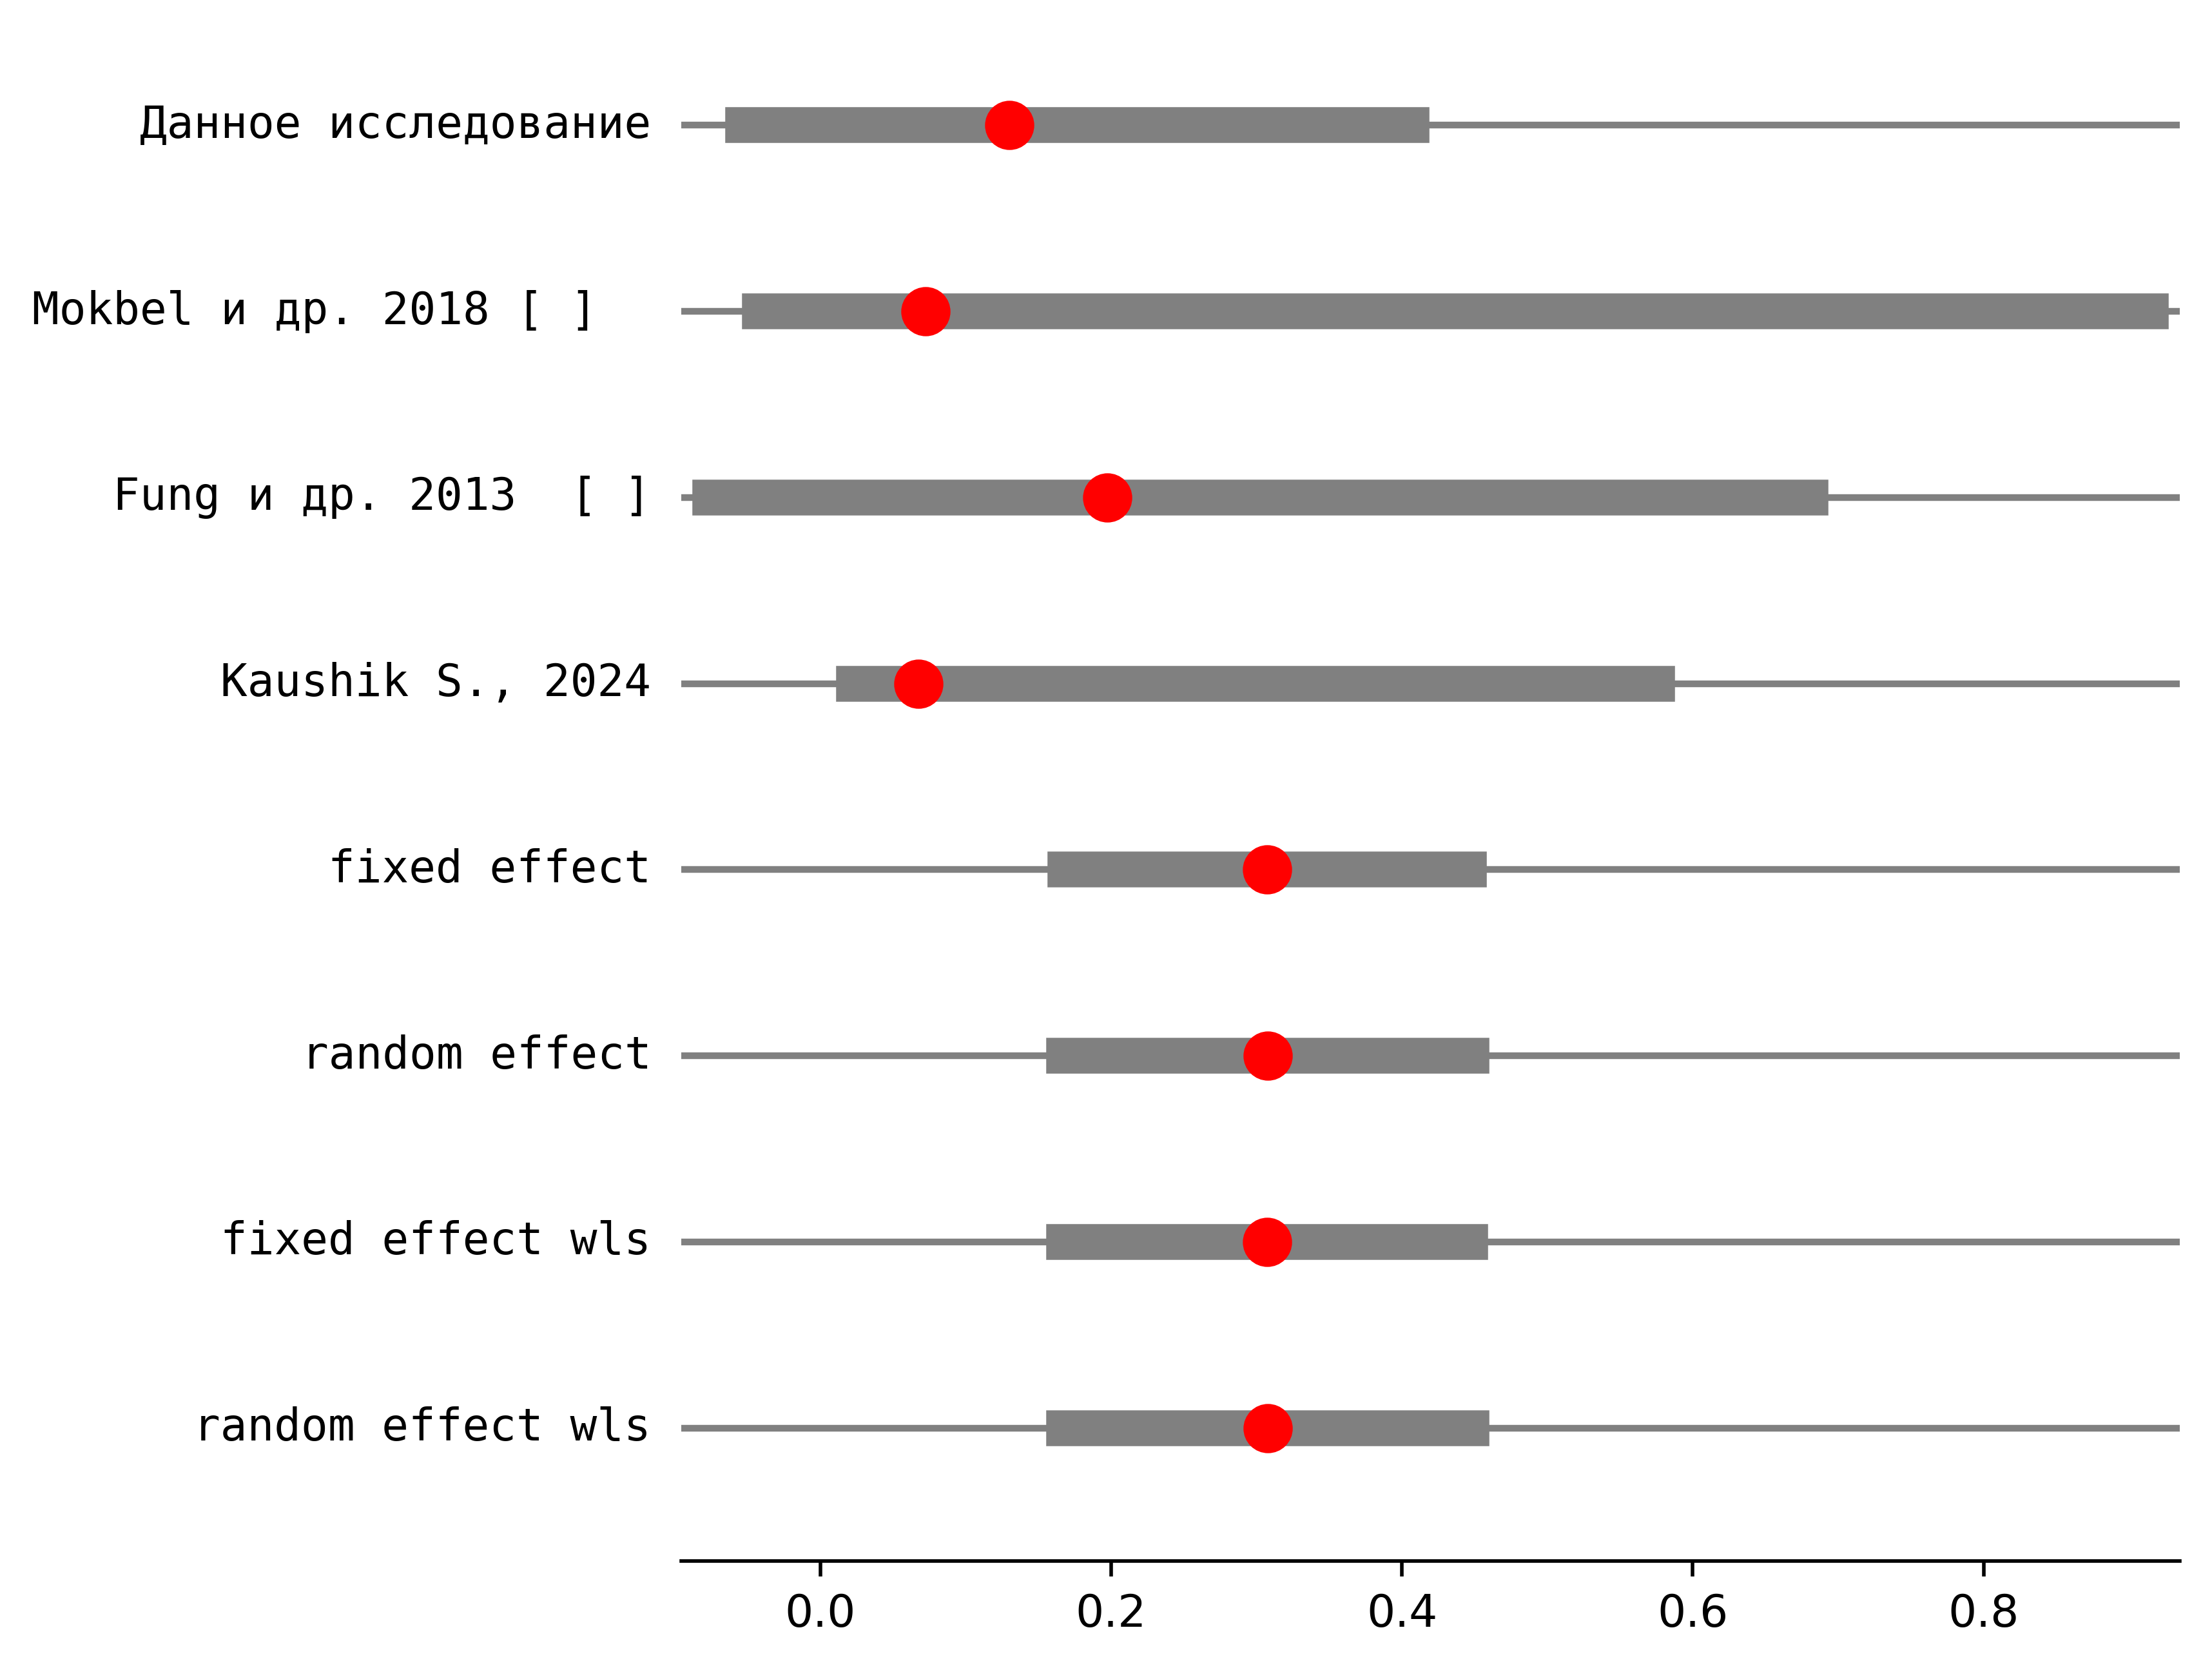 Данное исследование
Mokbel и др. 2018 [ ]
Fung и др. 2013  [ ]
Kaushik S., 2024
fixed effect
random effect
fixed effect wls
random effect wls
0.0 0.2 0.4 0.6 0.8